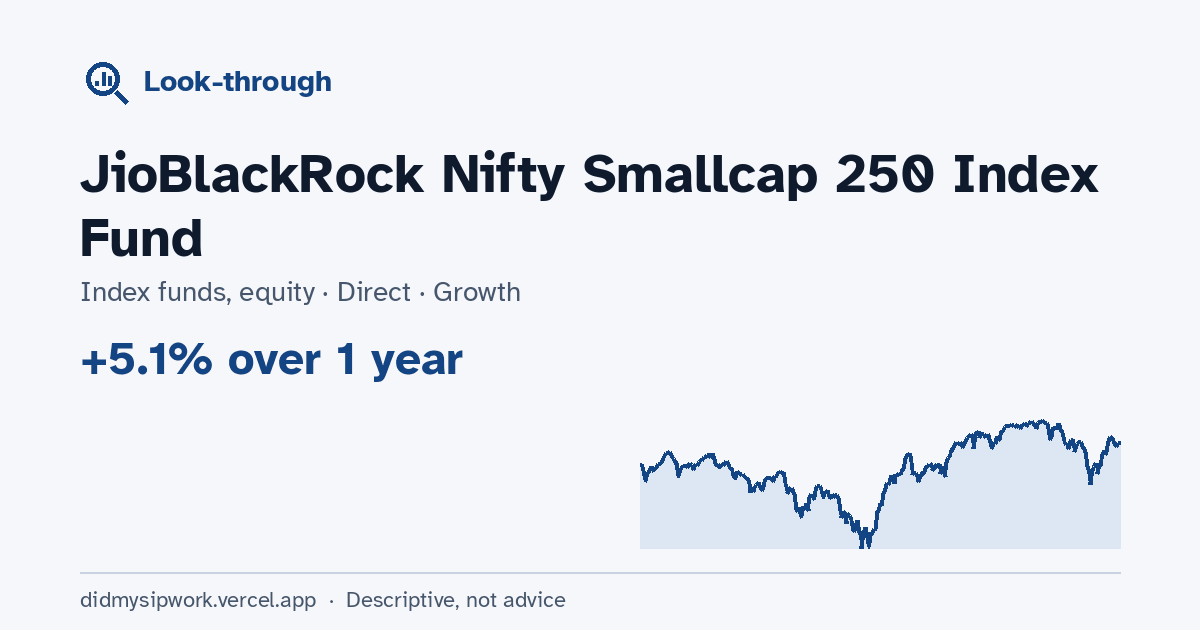 Look-through
JioBlackRock Nifty Smallcap 250 Index
Fund
Index funds, equity · Direct · Growth
+5.1% over 1 year
didmysipwork.vercel.app · Descriptive, not advice